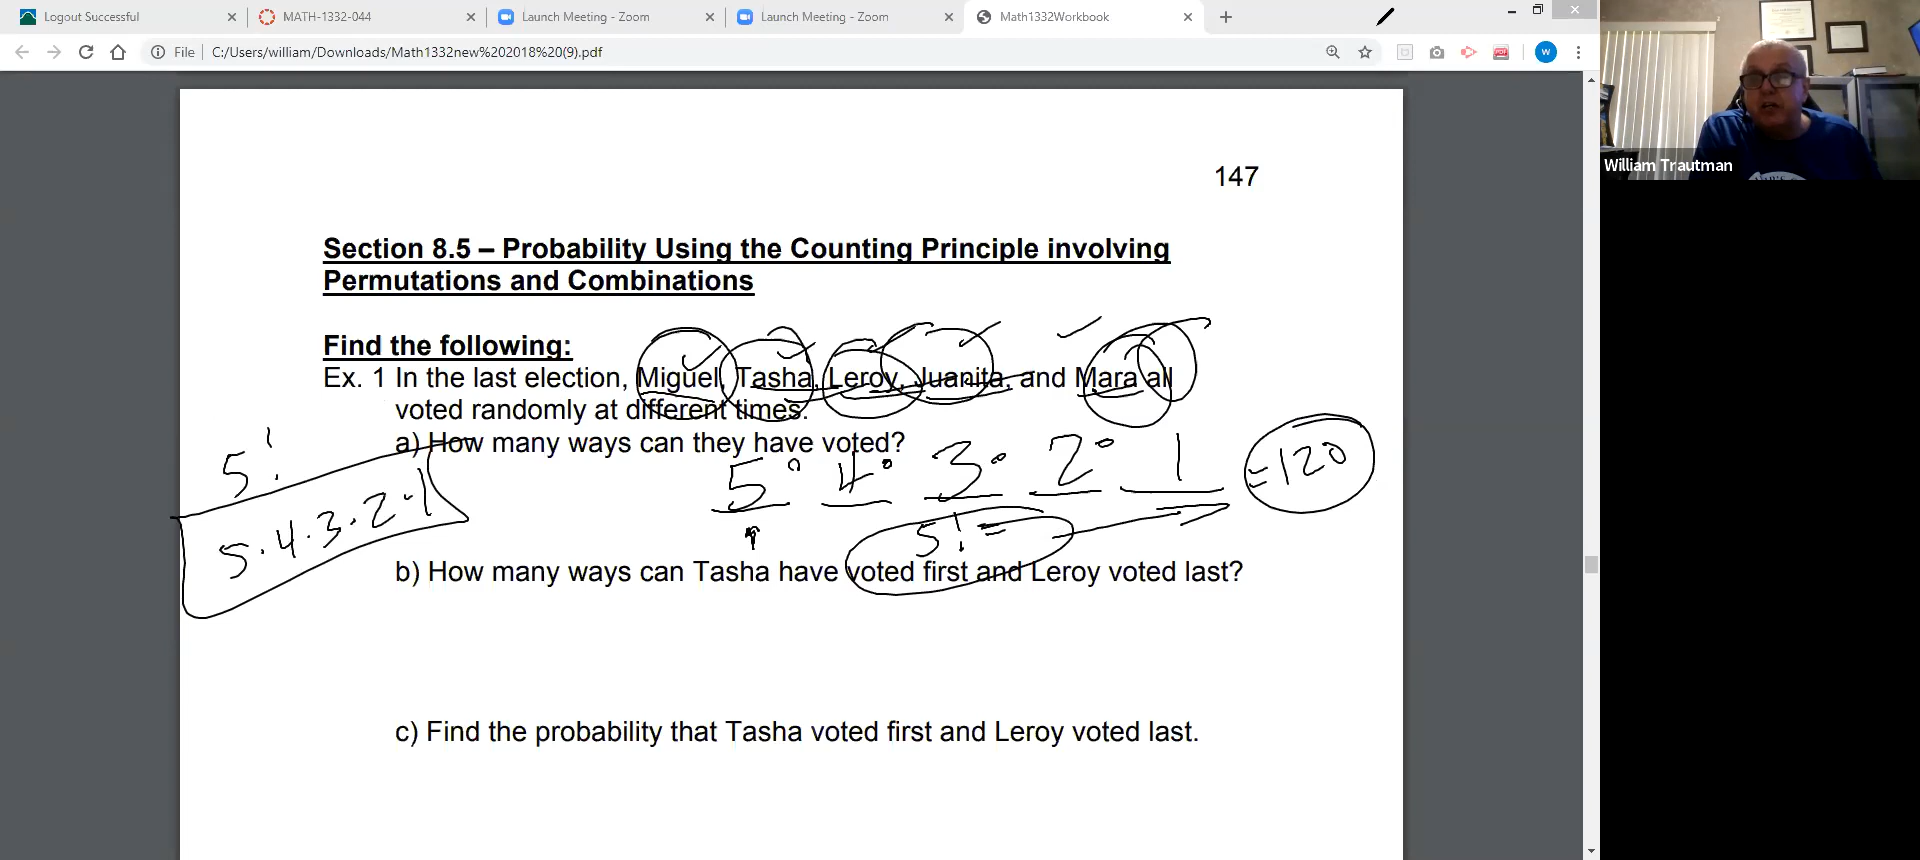 Logout Successful
MATH-1332-044
Launch Meeting - Zoom
Launch Meeting - Zoom
Math1332Workbook
File
C:/Users/william/Downloads/Math1332new%202018%20(9).pdf
W
William Trautman
147
Section 8.5 – Probability Using the Counting Principle involving
Permutations and Combinations
Find the following:
Ex. 1 In the last election, Miguel, Tasha, Leroy, Juanita, and Mara all
voted randomly at different times.
a) How many ways can they have voted?
5 · 4 · 3 · 2 · 1 = 120
5!
5·4·3·2·1
5! =
b) How many ways can Tasha have voted first and Leroy voted last?
c) Find the probability that Tasha voted first and Leroy voted last.